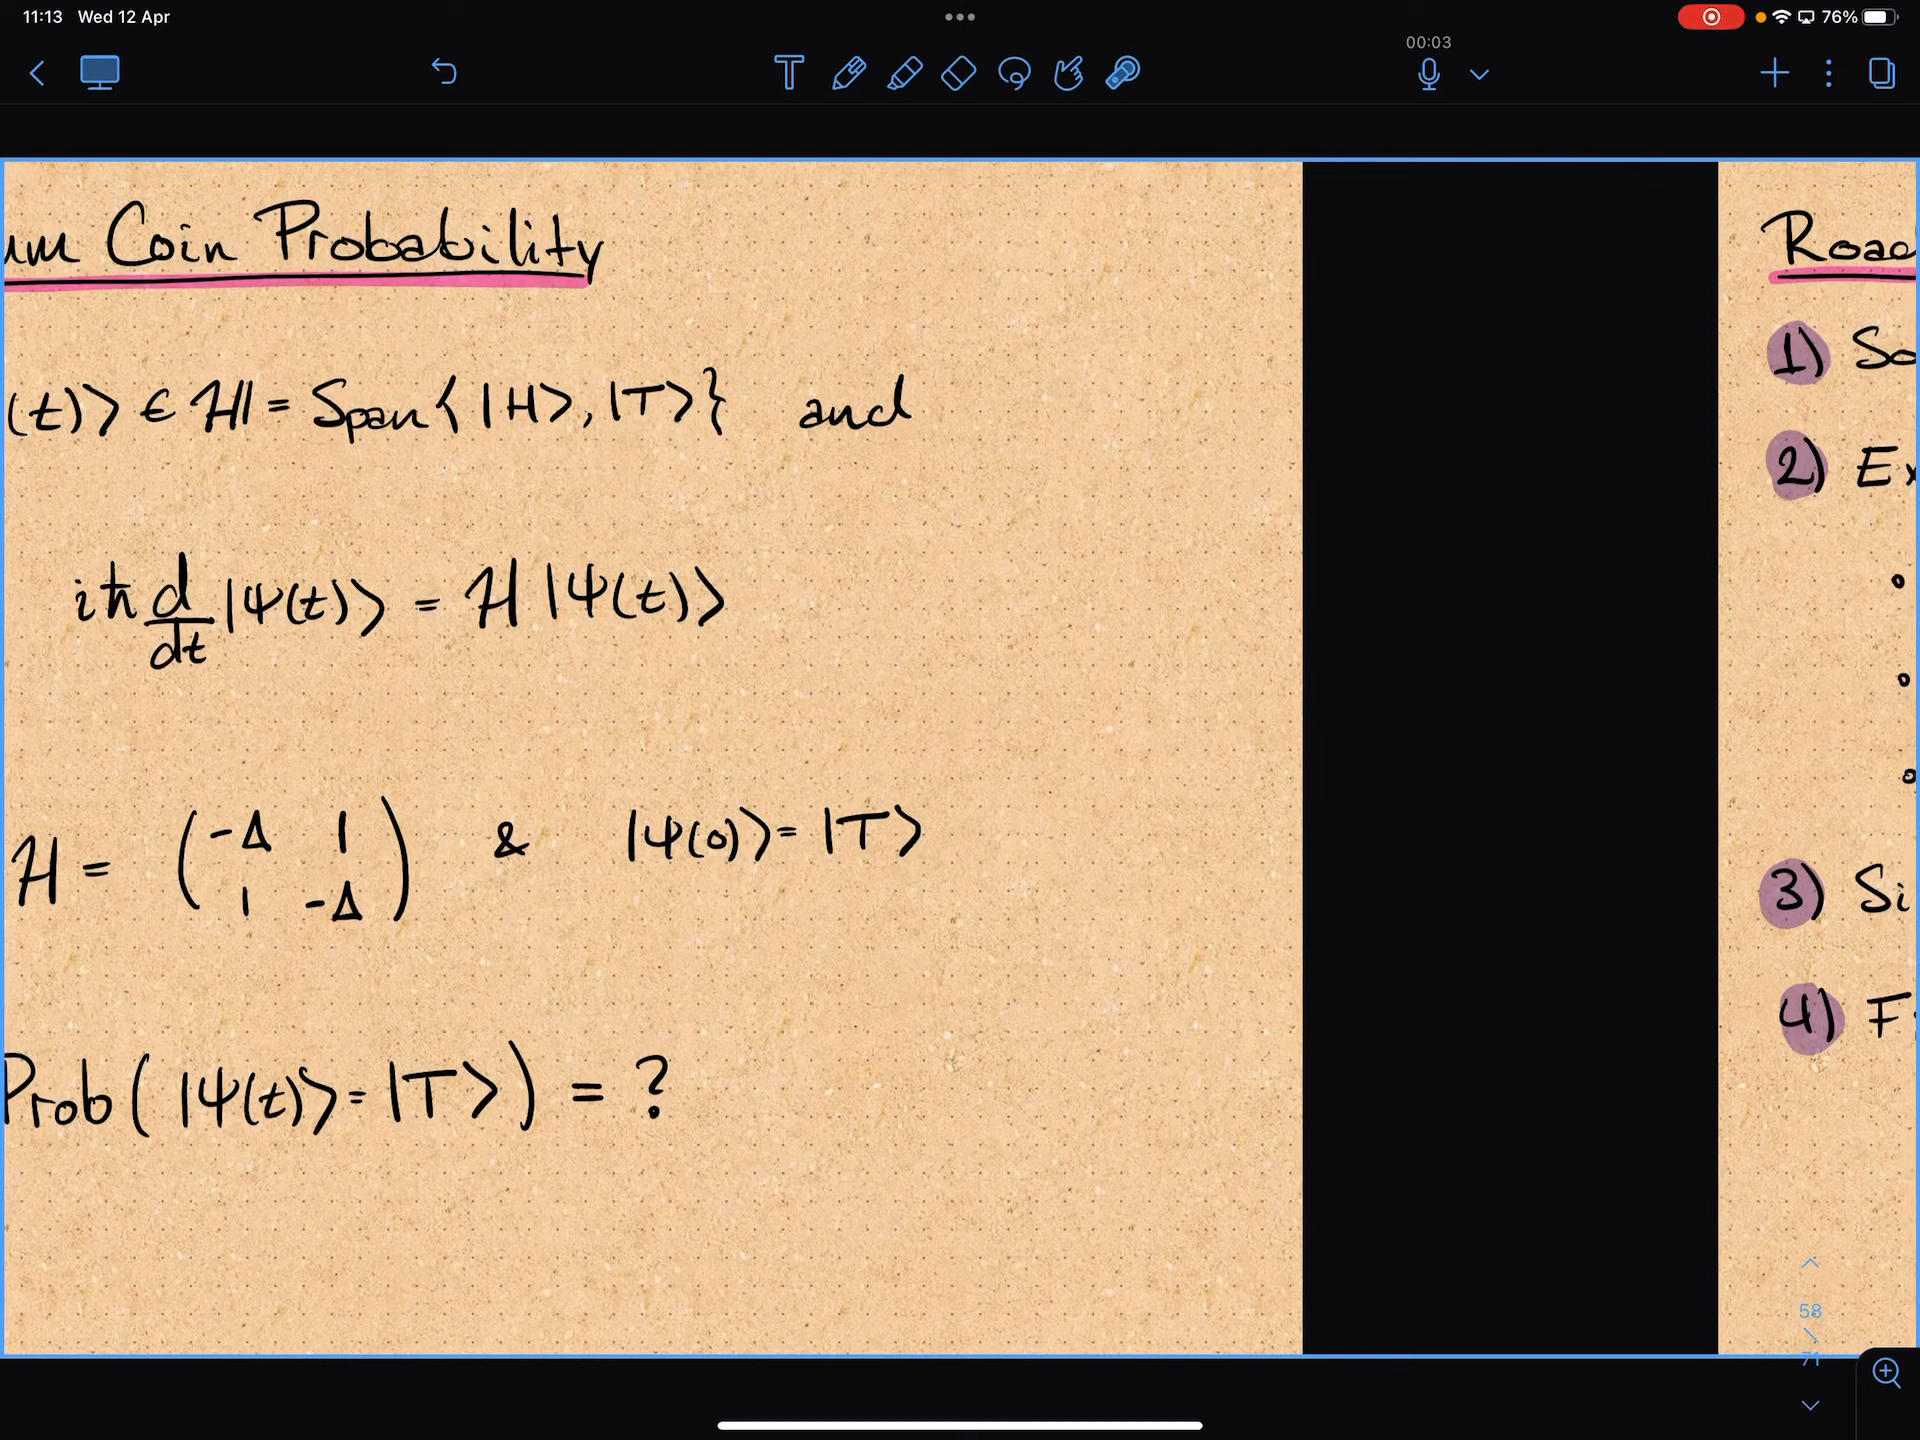 11:13 Wed 12 Apr
76%
00:03
um Coin Probability
(t)⟩ ∈ ℋ = Span{ |H⟩, |T⟩} and
iħ d/dt |Ψ(t)⟩ = H |Ψ(t)⟩
H = ( -Δ 1 & |Ψ(0)⟩ = |T⟩
1 -Δ )
Prob( |Ψ(t)⟩ = |T⟩ ) = ?
Road
1) So
2) Ex
3) Si
4) F
58
71